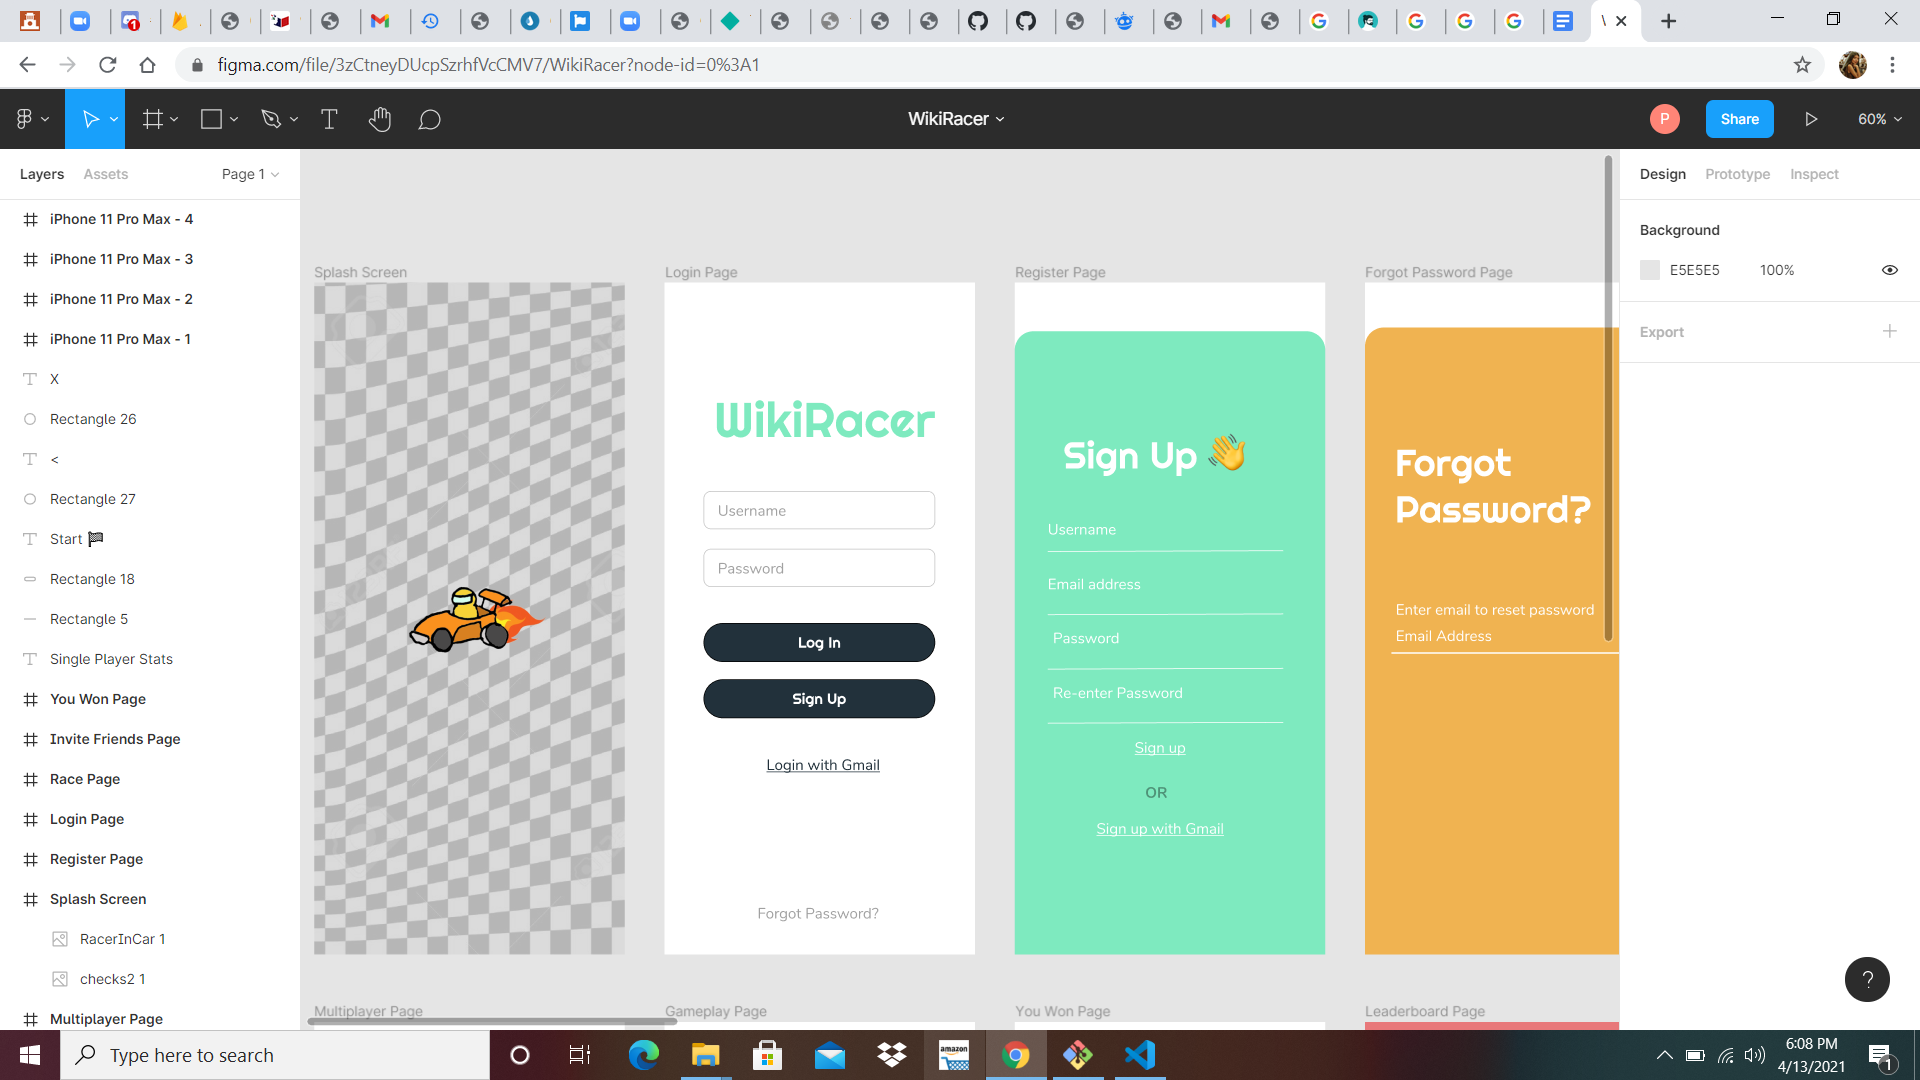 figma.com/file/3zCtneyDUcpSzrhfVcCMV7/WikiRacer?node-id=0%3A1
WikiRacer
P
Share
60%
Layers
Assets
Page 1
iPhone 11 Pro Max - 4
iPhone 11 Pro Max - 3
iPhone 11 Pro Max - 2
iPhone 11 Pro Max - 1
X
Rectangle 26
<
Rectangle 27
Start 🏴
Rectangle 18
Rectangle 5
Single Player Stats
You Won Page
Invite Friends Page
Race Page
Login Page
Register Page
Splash Screen
RacerInCar 1
checks2 1
Multiplayer Page
Splash Screen
Login Page
WikiRacer
Username
Password
Log In
Sign Up
Login with Gmail
Forgot Password?
Register Page
Sign Up 👋
Username
Email address
Password
Re-enter Password
Sign up
OR
Sign up with Gmail
Forgot Password Page
Forgot
Password?
Enter email to reset password
Email Address
Multiplayer Page
Gameplay Page
You Won Page
Leaderboard Page
Design
Prototype
Inspect
Background
E5E5E5
100%
Export
?
Type here to search
amazon
6:08 PM
4/13/2021
1